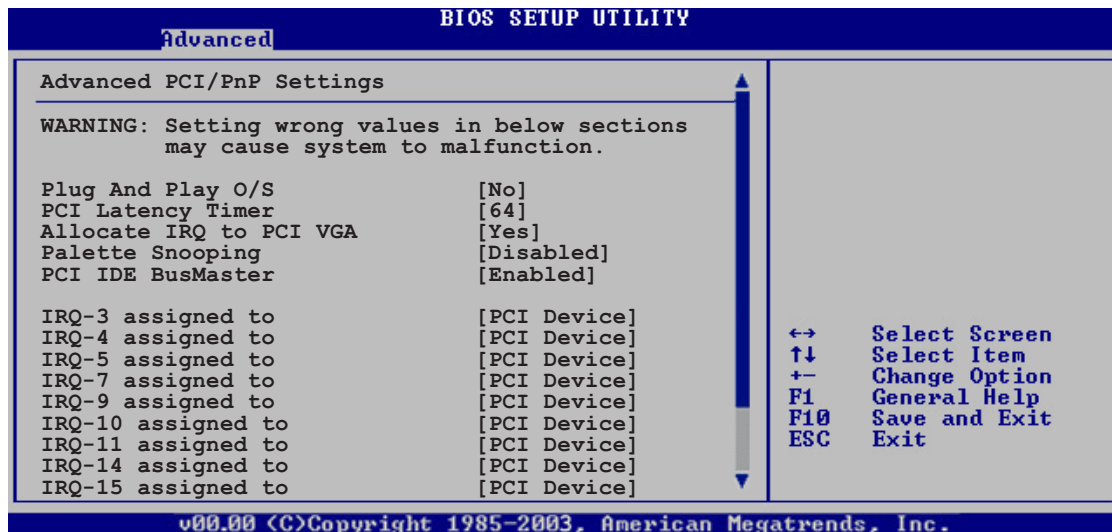 BIOS SETUP UTILITY
Advanced
Advanced PCI/PnP Settings
WARNING: Setting wrong values in below sections
may cause system to malfunction.
Plug And Play O/S [No]
PCI Latency Timer [64]
Allocate IRQ to PCI VGA [Yes]
Palette Snooping [Disabled]
PCI IDE BusMaster [Enabled]
IRQ-3 assigned to [PCI Device]
IRQ-4 assigned to [PCI Device]
IRQ-5 assigned to [PCI Device]
IRQ-7 assigned to [PCI Device]
IRQ-9 assigned to [PCI Device]
IRQ-10 assigned to [PCI Device]
IRQ-11 assigned to [PCI Device]
IRQ-14 assigned to [PCI Device]
IRQ-15 assigned to [PCI Device]
←→ Select Screen
↑↓ Select Item
+- Change Option
F1 General Help
F10 Save and Exit
ESC Exit
v00.00 (C)Copyright 1985-2003, American Megatrends, Inc.